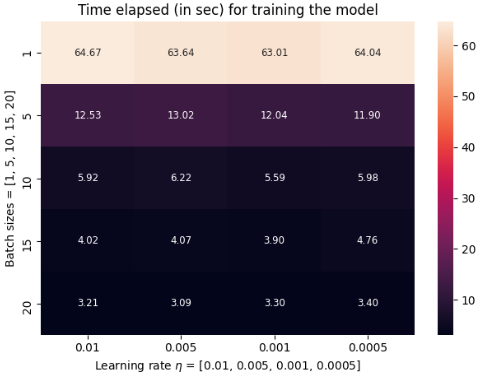 Time elapsed (in sec) for training the model
Batch sizes = [1, 5, 10, 15, 20]
1 64.67 63.64 63.01 64.04
5 12.53 13.02 12.04 11.90
10 5.92 6.22 5.59 5.98
15 4.02 4.07 3.90 4.76
20 3.21 3.09 3.30 3.40
0.01 0.005 0.001 0.0005
Learning rate η = [0.01, 0.005, 0.001, 0.0005]
60
50
40
30
20
10